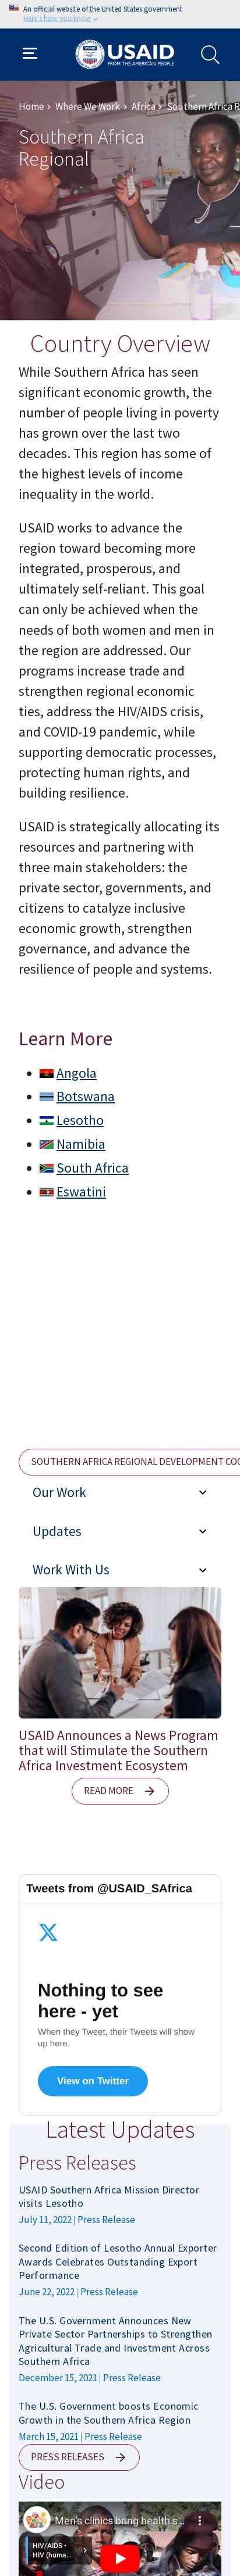 An official website of the United States government
Here's how you know
USAID
FROM THE AMERICAN PEOPLE
Home > Where We Work > Africa > Southern Africa R
Southern Africa
Regional
Country Overview
While Southern Africa has seen
significant economic growth, the
number of people living in poverty
has grown over the last two
decades. This region has some of
the highest levels of income
inequality in the world.
USAID works to advance the
region toward becoming more
integrated, prosperous, and
ultimately self-reliant. This goal
can only be achieved when the
needs of both women and men in
the region are addressed. Our
programs increase trade and
strengthen regional economic
ties, address the HIV/AIDS crisis,
and COVID-19 pandemic, while
supporting democratic processes,
protecting human rights, and
building resilience.
USAID is strategically allocating its
resources and partnering with
three main stakeholders: the
private sector, governments, and
citizens to catalyze inclusive
economic growth, strengthen
governance, and advance the
resilience of people and systems.
Learn More
Angola
Botswana
Lesotho
Namibia
South Africa
Eswatini
SOUTHERN AFRICA REGIONAL DEVELOPMENT COO
Our Work
Updates
Work With Us
USAID Announces a News Program
that will Stimulate the Southern
Africa Investment Ecosystem
READ MORE
Tweets from @USAID_SAfrica
Nothing to see
here - yet
When they Tweet, their Tweets will show
up here.
View on Twitter
Latest Updates
Press Releases
USAID Southern Africa Mission Director
visits Lesotho
July 11, 2022 | Press Release
Second Edition of Lesotho Annual Exporter
Awards Celebrates Outstanding Export
Performance
June 22, 2022 | Press Release
The U.S. Government Announces New
Private Sector Partnerships to Strengthen
Agricultural Trade and Investment Across
Southern Africa
December 15, 2021 | Press Release
The U.S. Government boosts Economic
Growth in the Southern Africa Region
March 15, 2021 | Press Release
PRESS RELEASES
Video
Men's clinics bring health s...
HIV/AIDS •
HIV (huma...